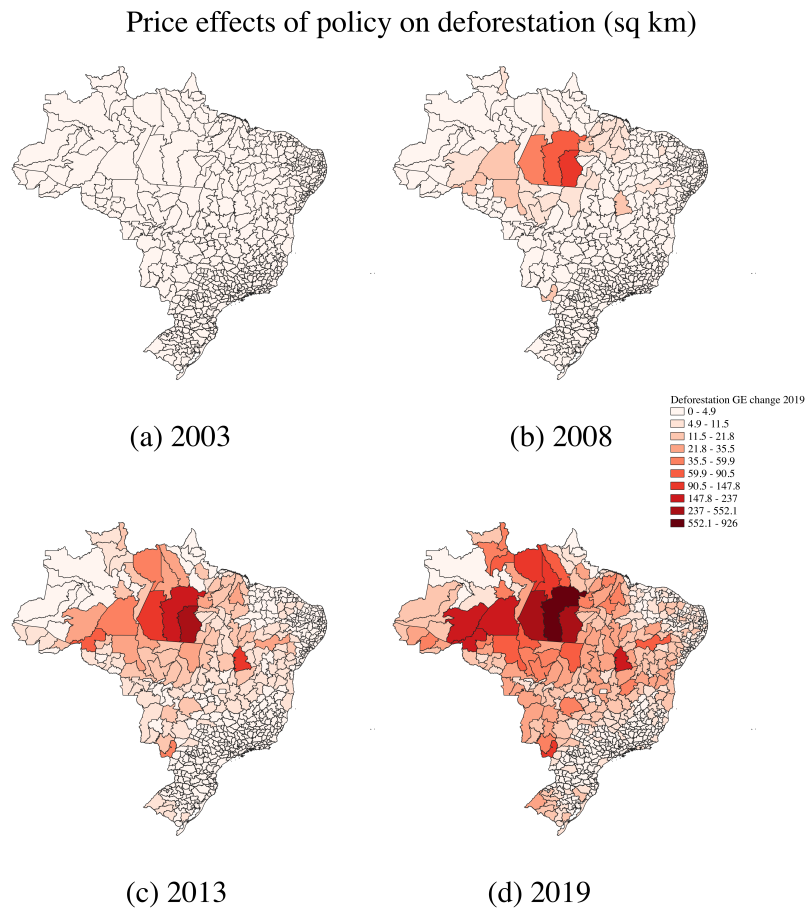 Price effects of policy on deforestation (sq km)
(a) 2003
(b) 2008
Deforestation GE change 2019
0 - 4.9
4.9 - 11.5
11.5 - 21.8
21.8 - 35.5
35.5 - 59.9
59.9 - 90.5
90.5 - 147.8
147.8 - 237
237 - 552.1
552.1 - 926
(c) 2013
(d) 2019